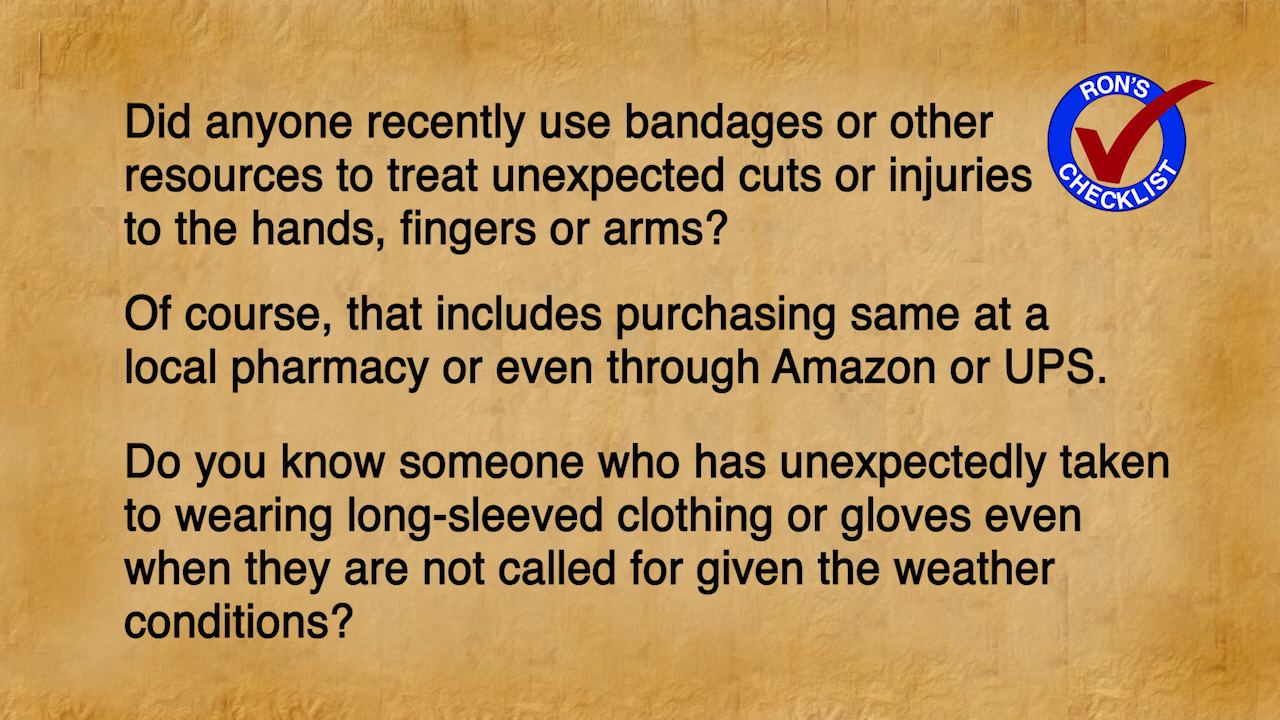 Did anyone recently use bandages or other
resources to treat unexpected cuts or injuries
to the hands, fingers or arms?
RON'S
CHECKLIST
Of course, that includes purchasing same at a
local pharmacy or even through Amazon or UPS.
Do you know someone who has unexpectedly taken
to wearing long-sleeved clothing or gloves even
when they are not called for given the weather
conditions?